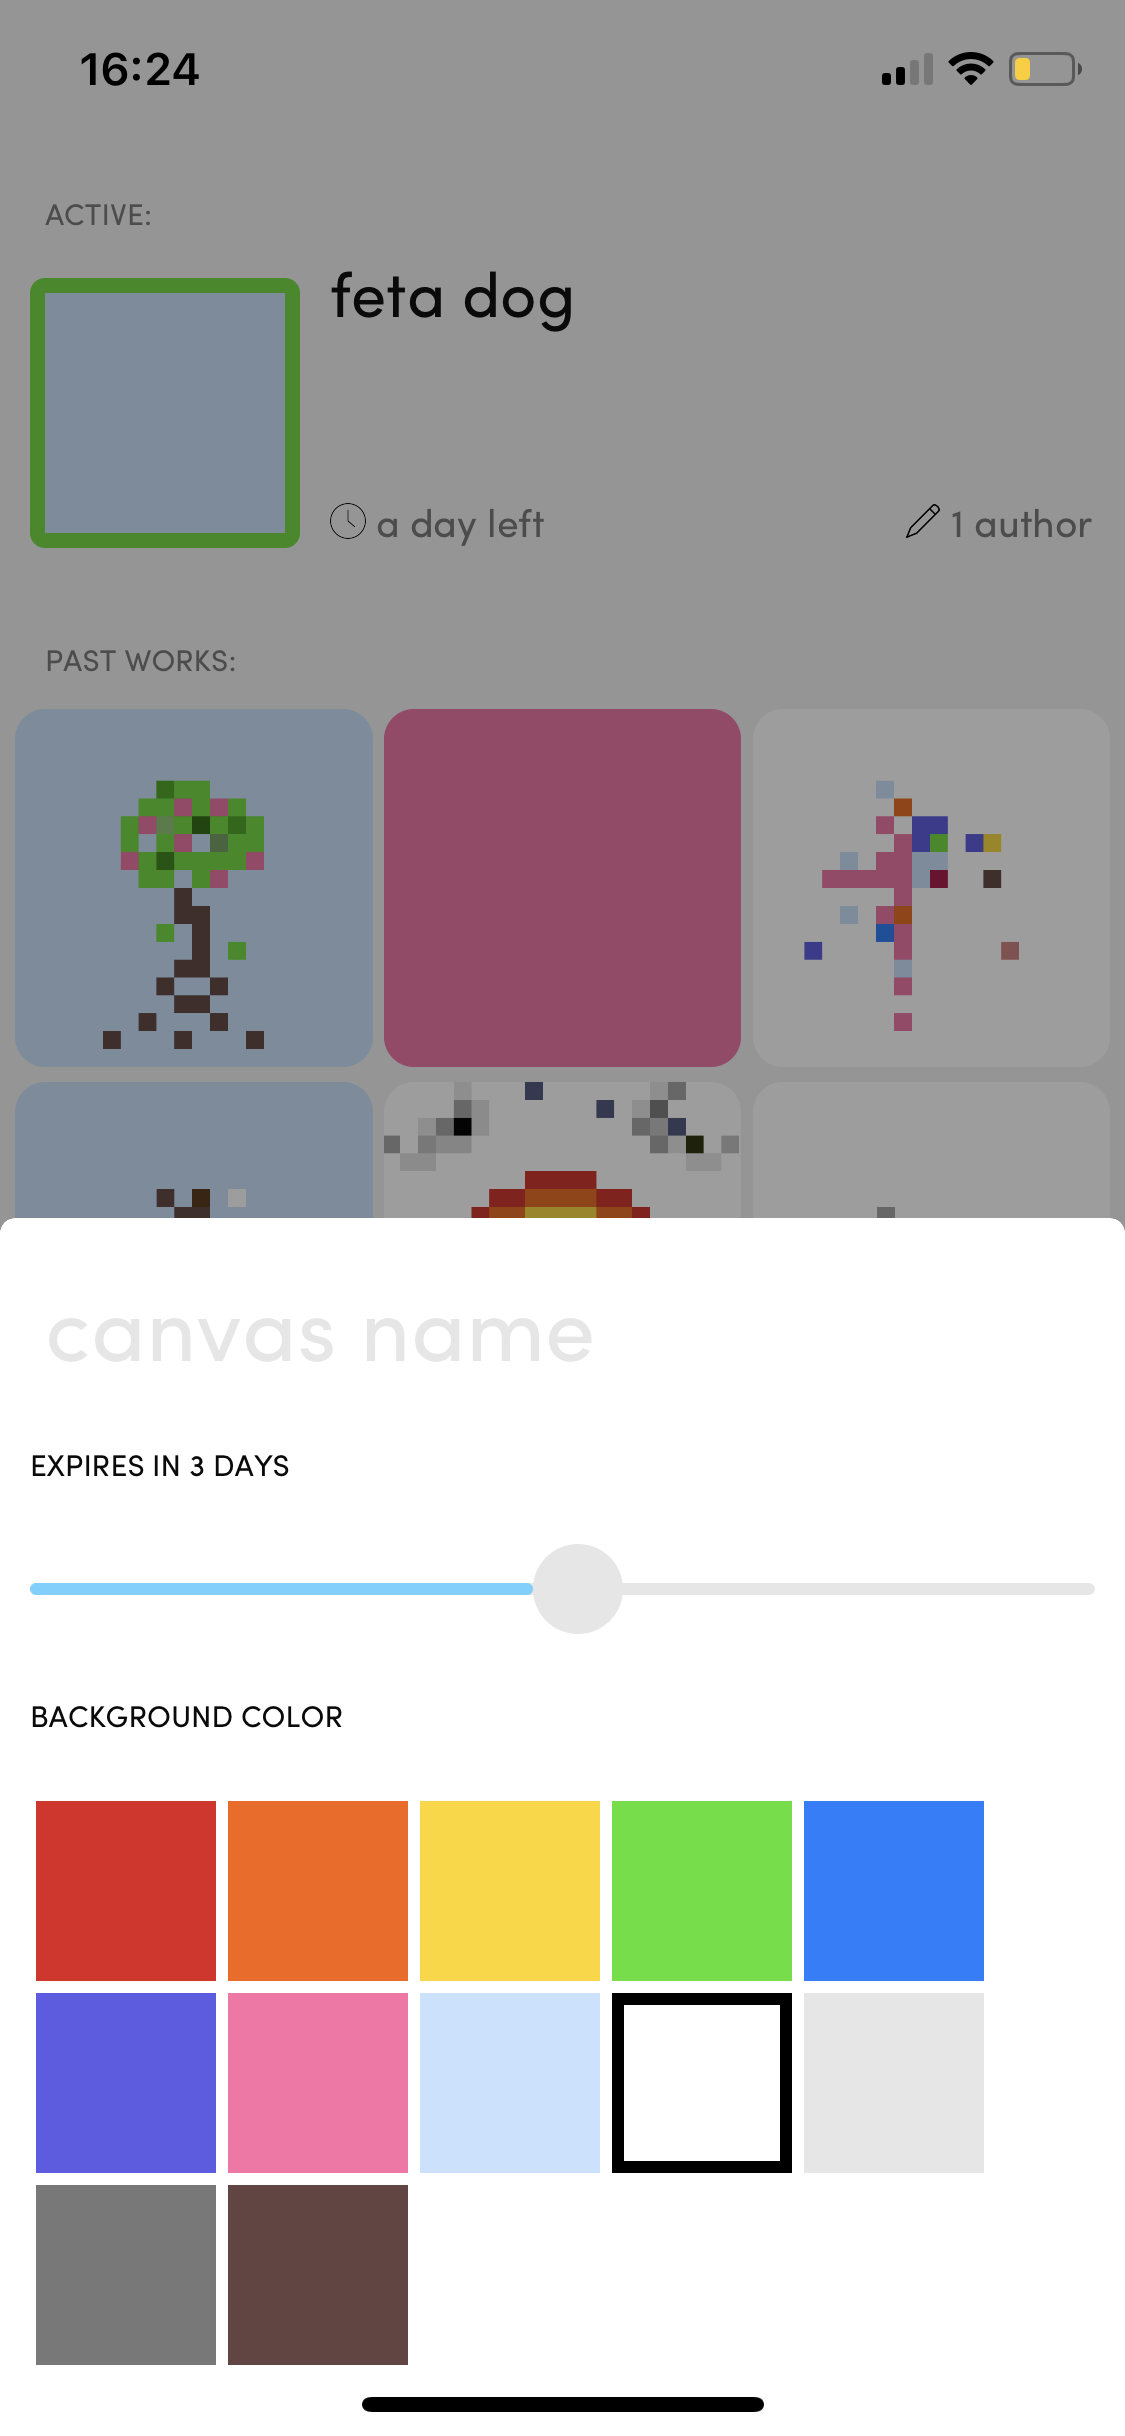 16:24
ACTIVE:
feta dog
a day left
1 author
PAST WORKS:
canvas name
EXPIRES IN 3 DAYS
BACKGROUND COLOR